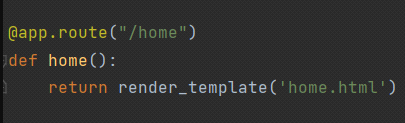 @app.route("/home")
def home():
    return render_template('home.html')